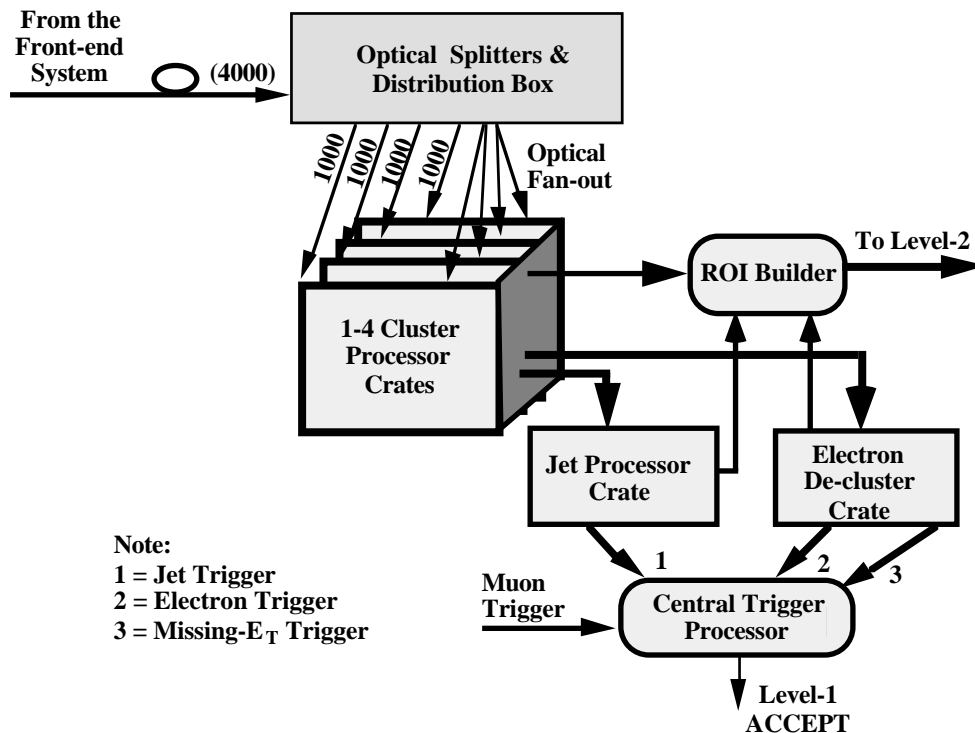 From the
Front-end
System
(4000)
Optical Splitters &
Distribution Box
1000
1000
1000
1000
Optical
Fan-out
To Level-2
ROI Builder
1-4 Cluster
Processor
Crates
Jet Processor
Crate
Electron
De-cluster
Crate
Note:
1 = Jet Trigger
2 = Electron Trigger
3 = Missing-E_T Trigger
1
2
3
Muon
Trigger
Central Trigger
Processor
Level-1
ACCEPT